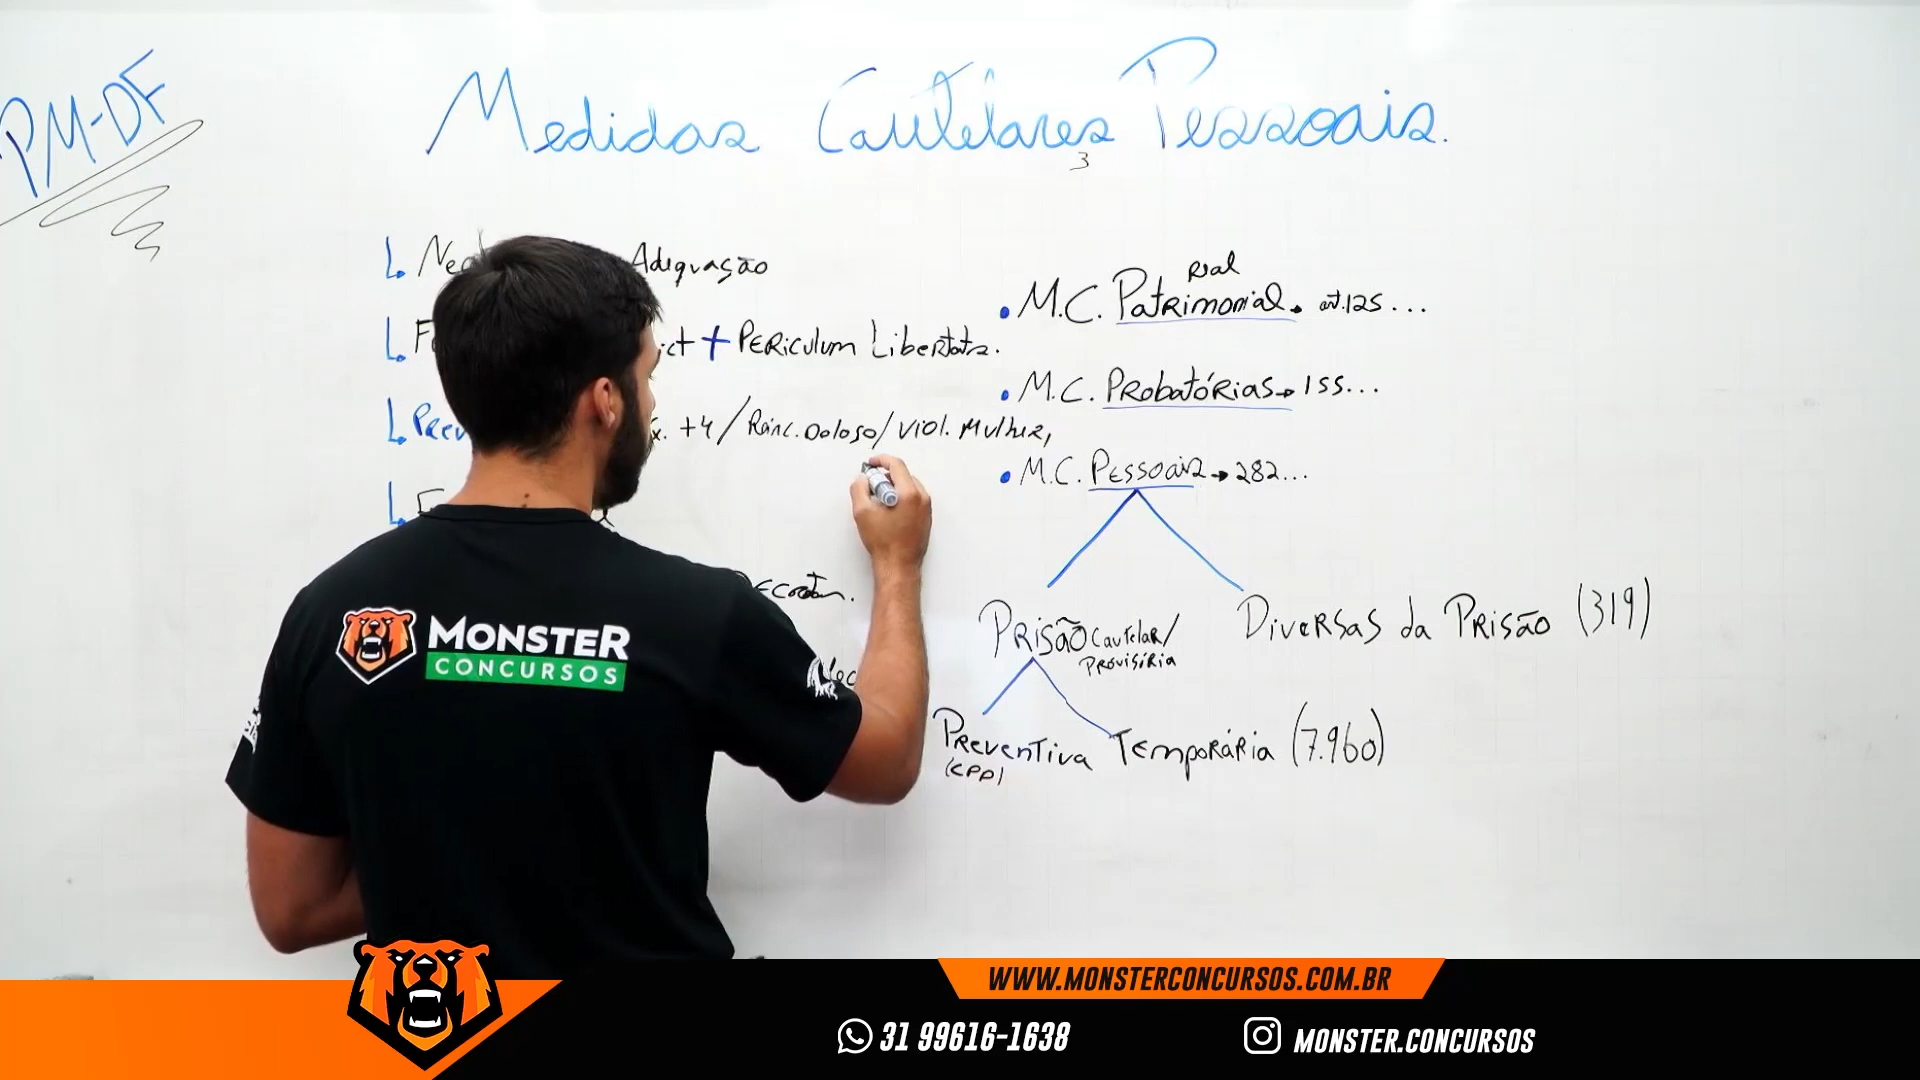 PM-DF
Medidas Cautelares Pessoais.
3
Adequação
+ Periculum Libertatis.
+4 / Reinc. Doloso / Viol. Mulher,
Decretar.
real
• M.C. Patrimonial → art.125...
• M.C. Probatórias → 155...
• M.C. Pessoais → 282...
Prisão Cautelar/
Provisória
Diversas da Prisão (319)
Preventiva
(CPP)
Temporária (7.960)
MONSTER
CONCURSOS
WWW.MONSTERCONCURSOS.COM.BR
31 99616-1638
MONSTER.CONCURSOS